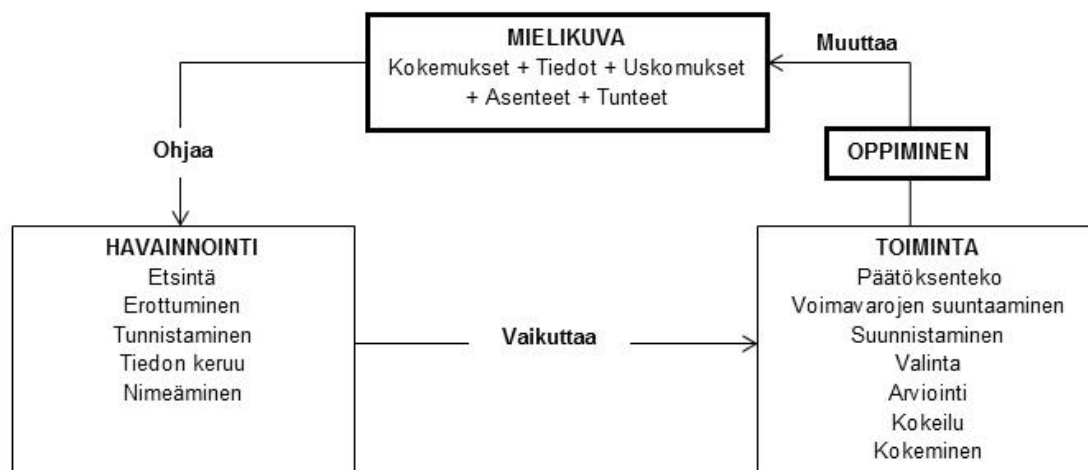 MIELIKUVA
Kokemukset + Tiedot + Uskomukset
+ Asenteet + Tunteet
Muuttaa
Ohjaa
OPPIMINEN
HAVAINNOINTI
Etsintä
Erottuminen
Tunnistaminen
Tiedon keruu
Nimeäminen
Vaikuttaa
TOIMINTA
Päätöksenteko
Voimavarojen suuntaaminen
Suunnistaminen
Valinta
Arviointi
Kokeilu
Kokeminen